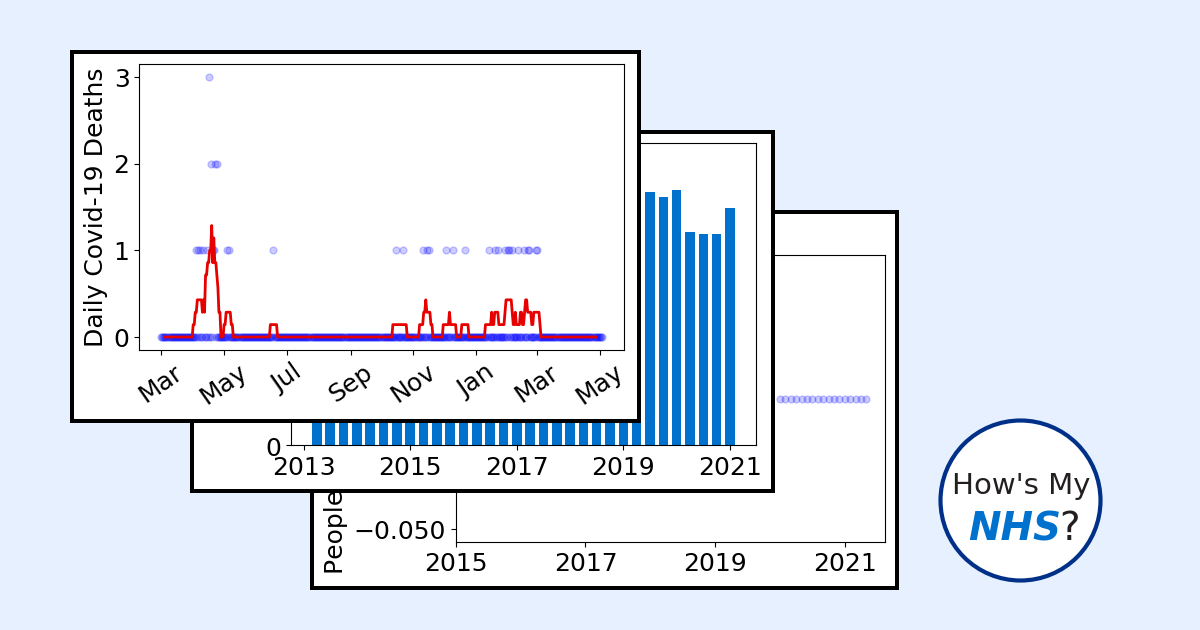 Daily Covid-19 Deaths
3
2
1
0
Mar May Jul Sep Nov Jan Mar May
0
2013 2015 2017 2019 2021
People
−0.050
2015 2017 2019 2021
How's My
NHS?